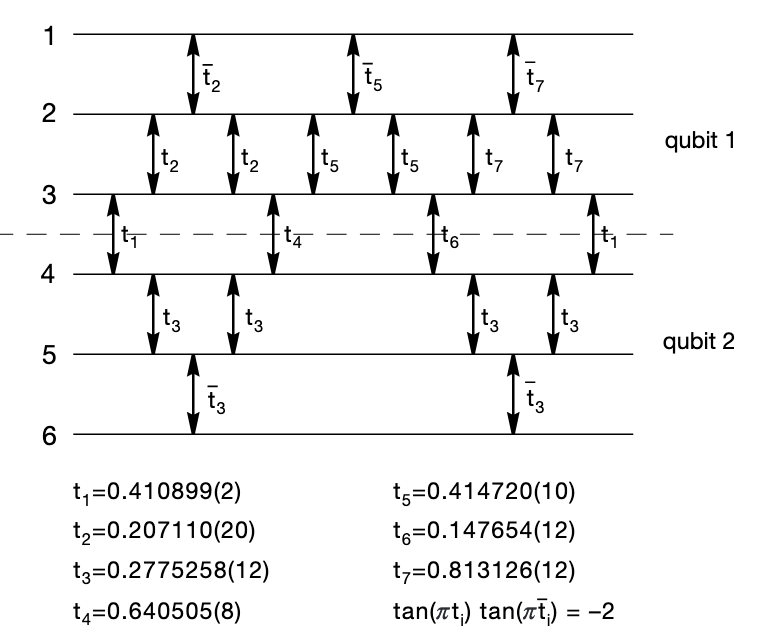 1
t̄₂ t̄₅ t̄₇
2
qubit 1
t₂ t₂ t₅ t₅ t₇ t₇
3
t₁ t₄ t₆ t₁
4
t₃ t₃ t₃ t₃
qubit 2
5
t̄₃ t̄₃
6
t₁=0.410899(2)
t₂=0.207110(20)
t₃=0.2775258(12)
t₄=0.640505(8)
t₅=0.414720(10)
t₆=0.147654(12)
t₇=0.813126(12)
tan(πtᵢ) tan(πt̄ᵢ) = −2